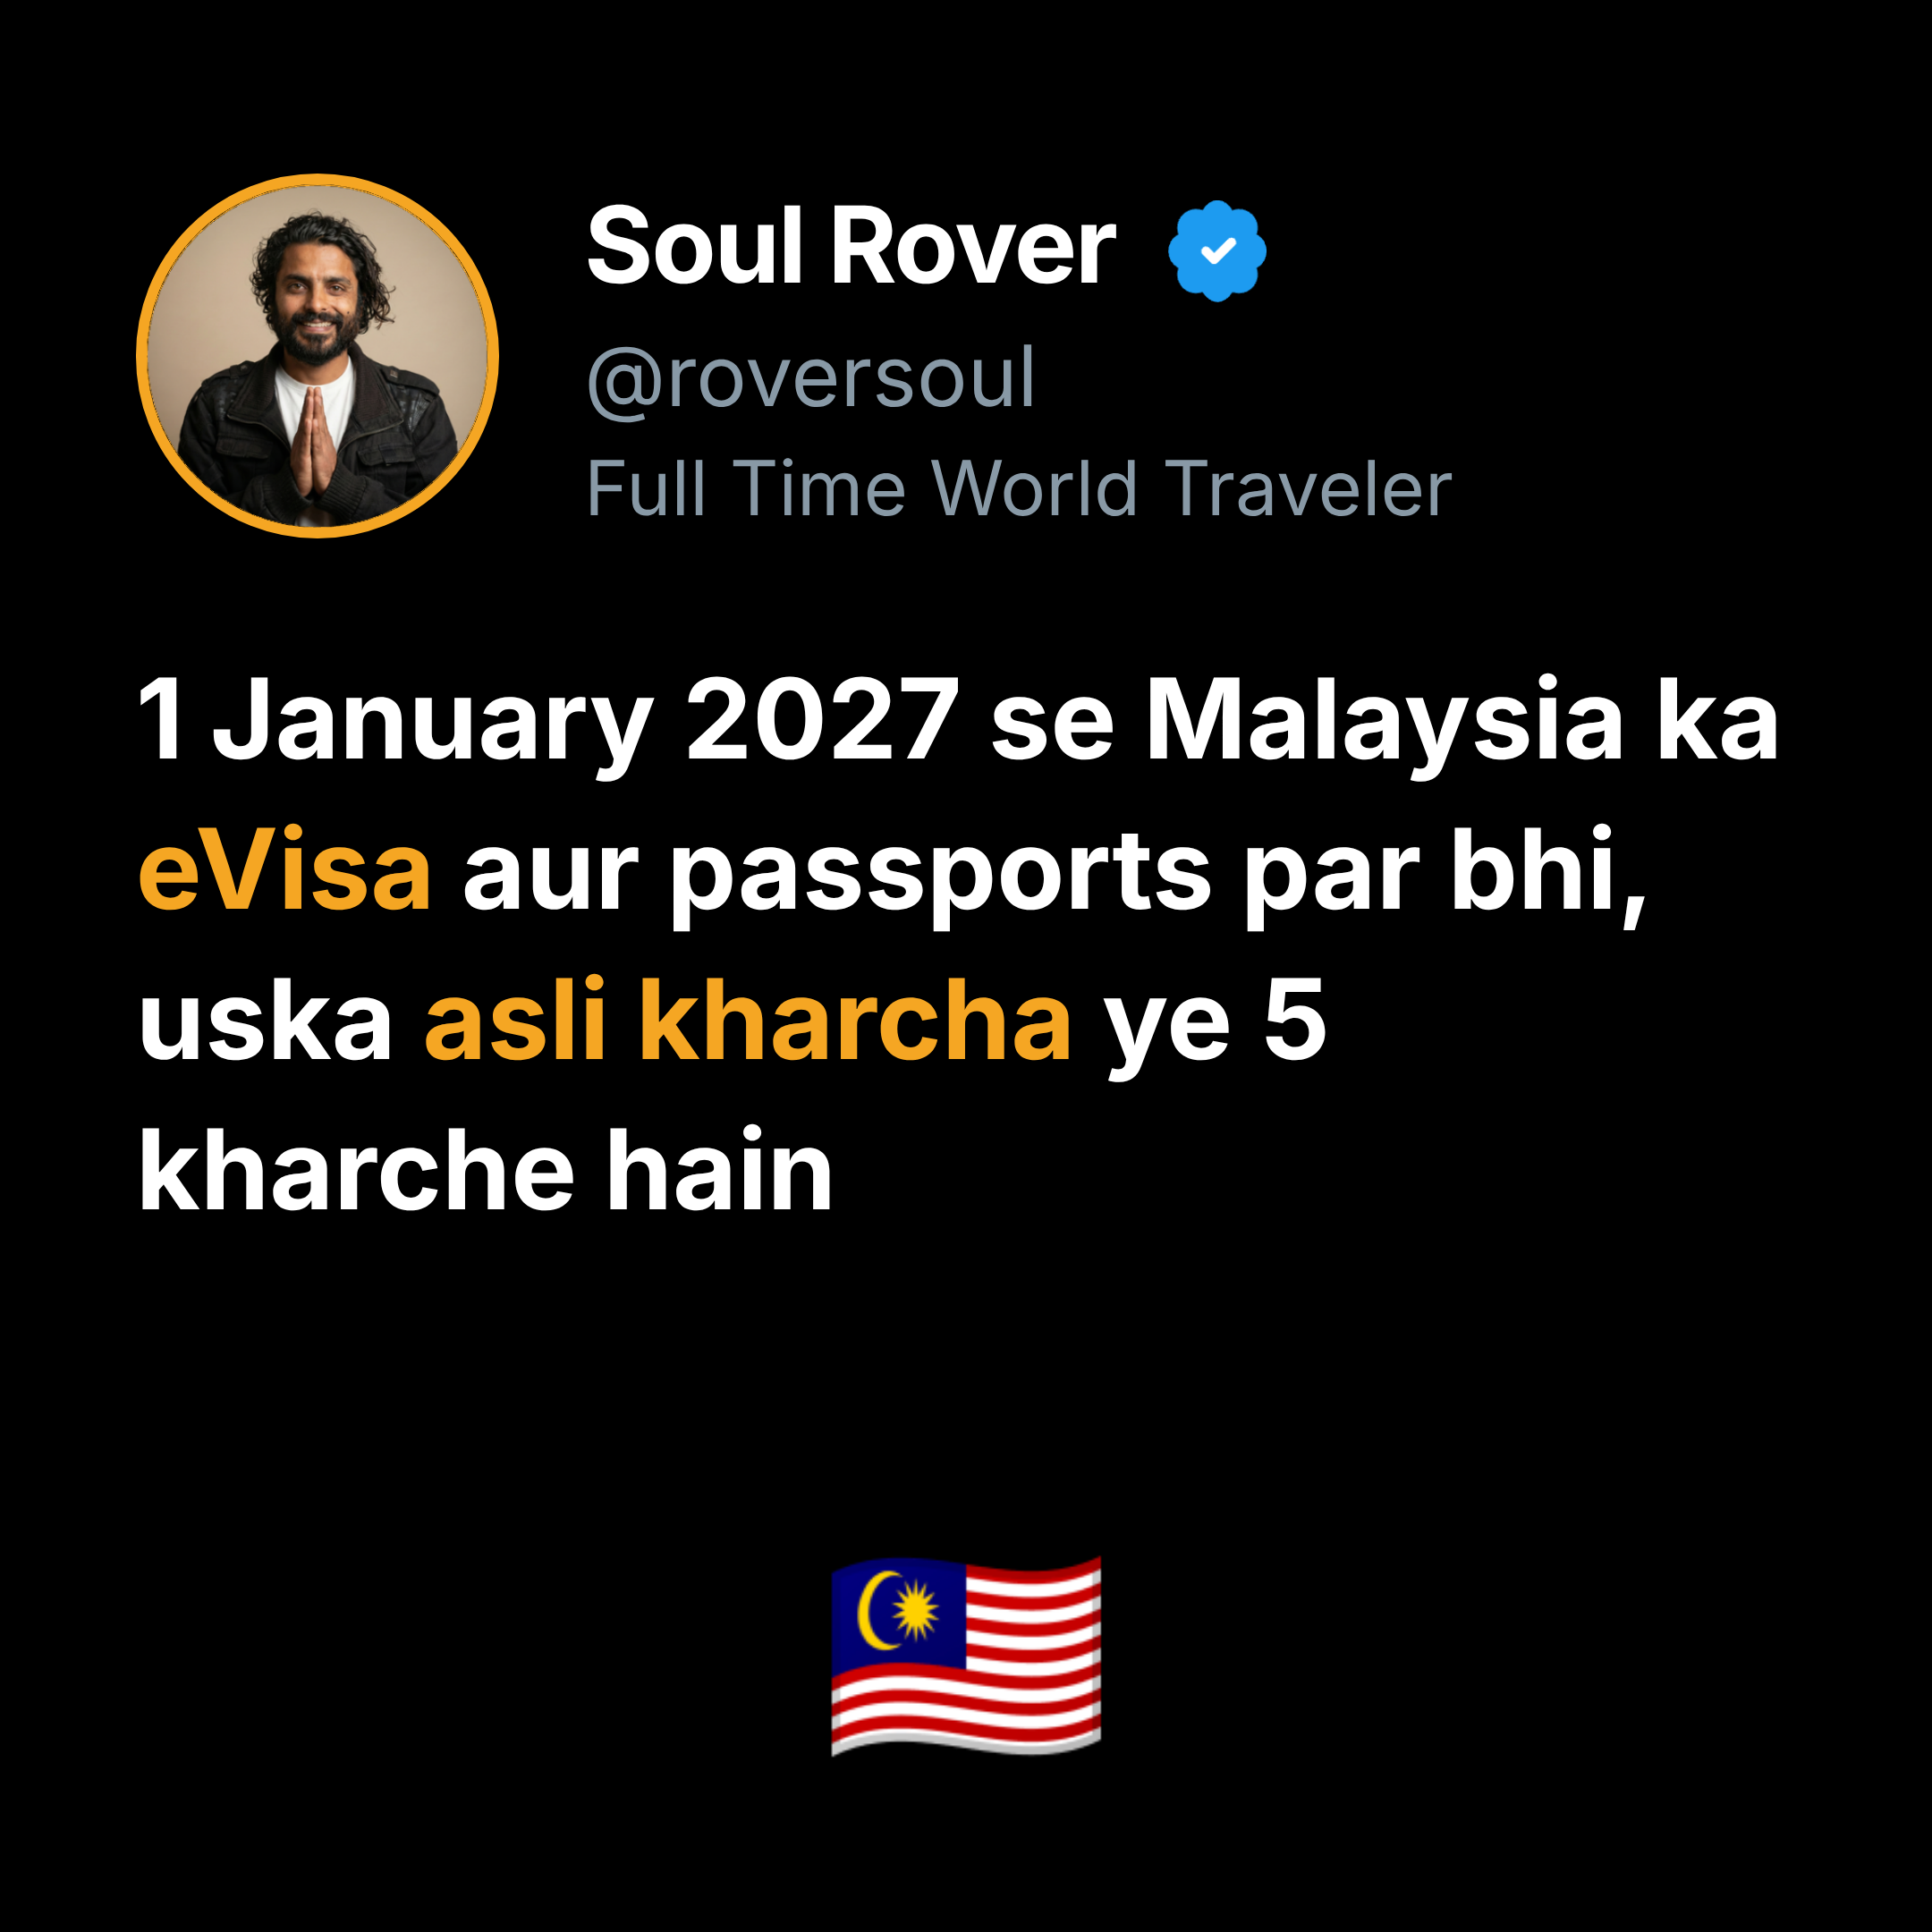 Soul Rover
@roversoul
Full Time World Traveler
1 January 2027 se Malaysia ka
eVisa aur passports par bhi,
uska asli kharcha ye 5
kharche hain